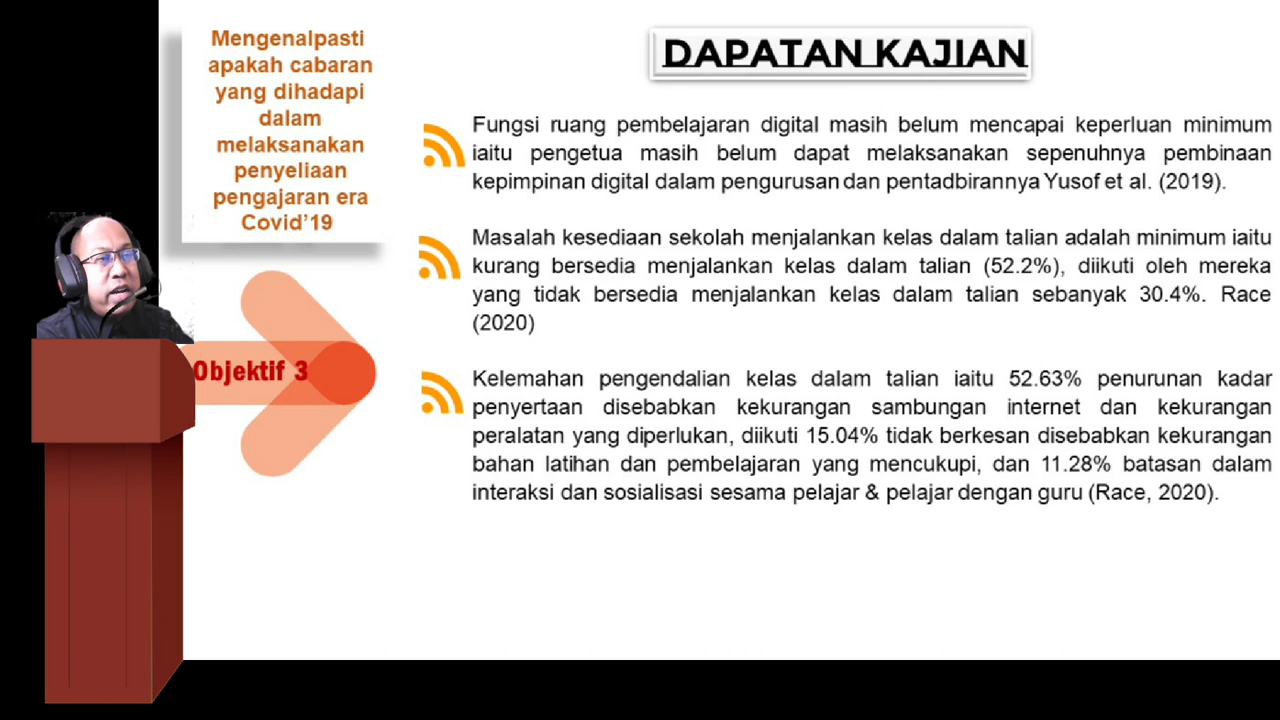 Mengenalpasti
apakah cabaran
yang dihadapi
dalam
melaksanakan
penyeliaan
pengajaran era
Covid’19
Objektif 3
DAPATAN KAJIAN
Fungsi ruang pembelajaran digital masih belum mencapai keperluan minimum
iaitu pengetua masih belum dapat melaksanakan sepenuhnya pembinaan
kepimpinan digital dalam pengurusan dan pentadbirannya Yusof et al. (2019).
Masalah kesediaan sekolah menjalankan kelas dalam talian adalah minimum iaitu
kurang bersedia menjalankan kelas dalam talian (52.2%), diikuti oleh mereka
yang tidak bersedia menjalankan kelas dalam talian sebanyak 30.4%. Race
(2020)
Kelemahan pengendalian kelas dalam talian iaitu 52.63% penurunan kadar
penyertaan disebabkan kekurangan sambungan internet dan kekurangan
peralatan yang diperlukan, diikuti 15.04% tidak berkesan disebabkan kekurangan
bahan latihan dan pembelajaran yang mencukupi, dan 11.28% batasan dalam
interaksi dan sosialisasi sesama pelajar & pelajar dengan guru (Race, 2020).